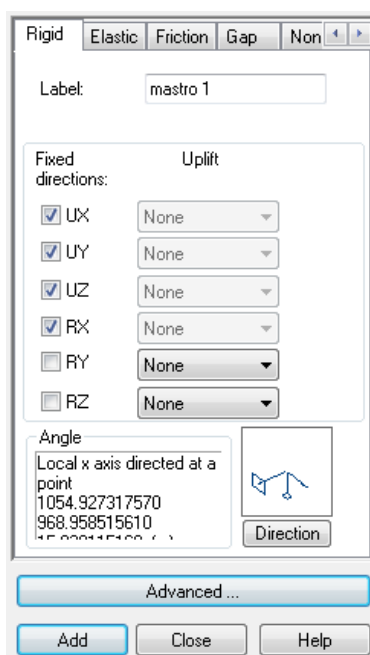 Rigid Elastic Friction Gap Non
Label: mastro 1
Fixed directions: Uplift
UX None
UY None
UZ None
RX None
RY None
RZ None
Angle
Local x axis directed at a
point
1054.927317570
968.958515610
Direction
Advanced ...
Add Close Help